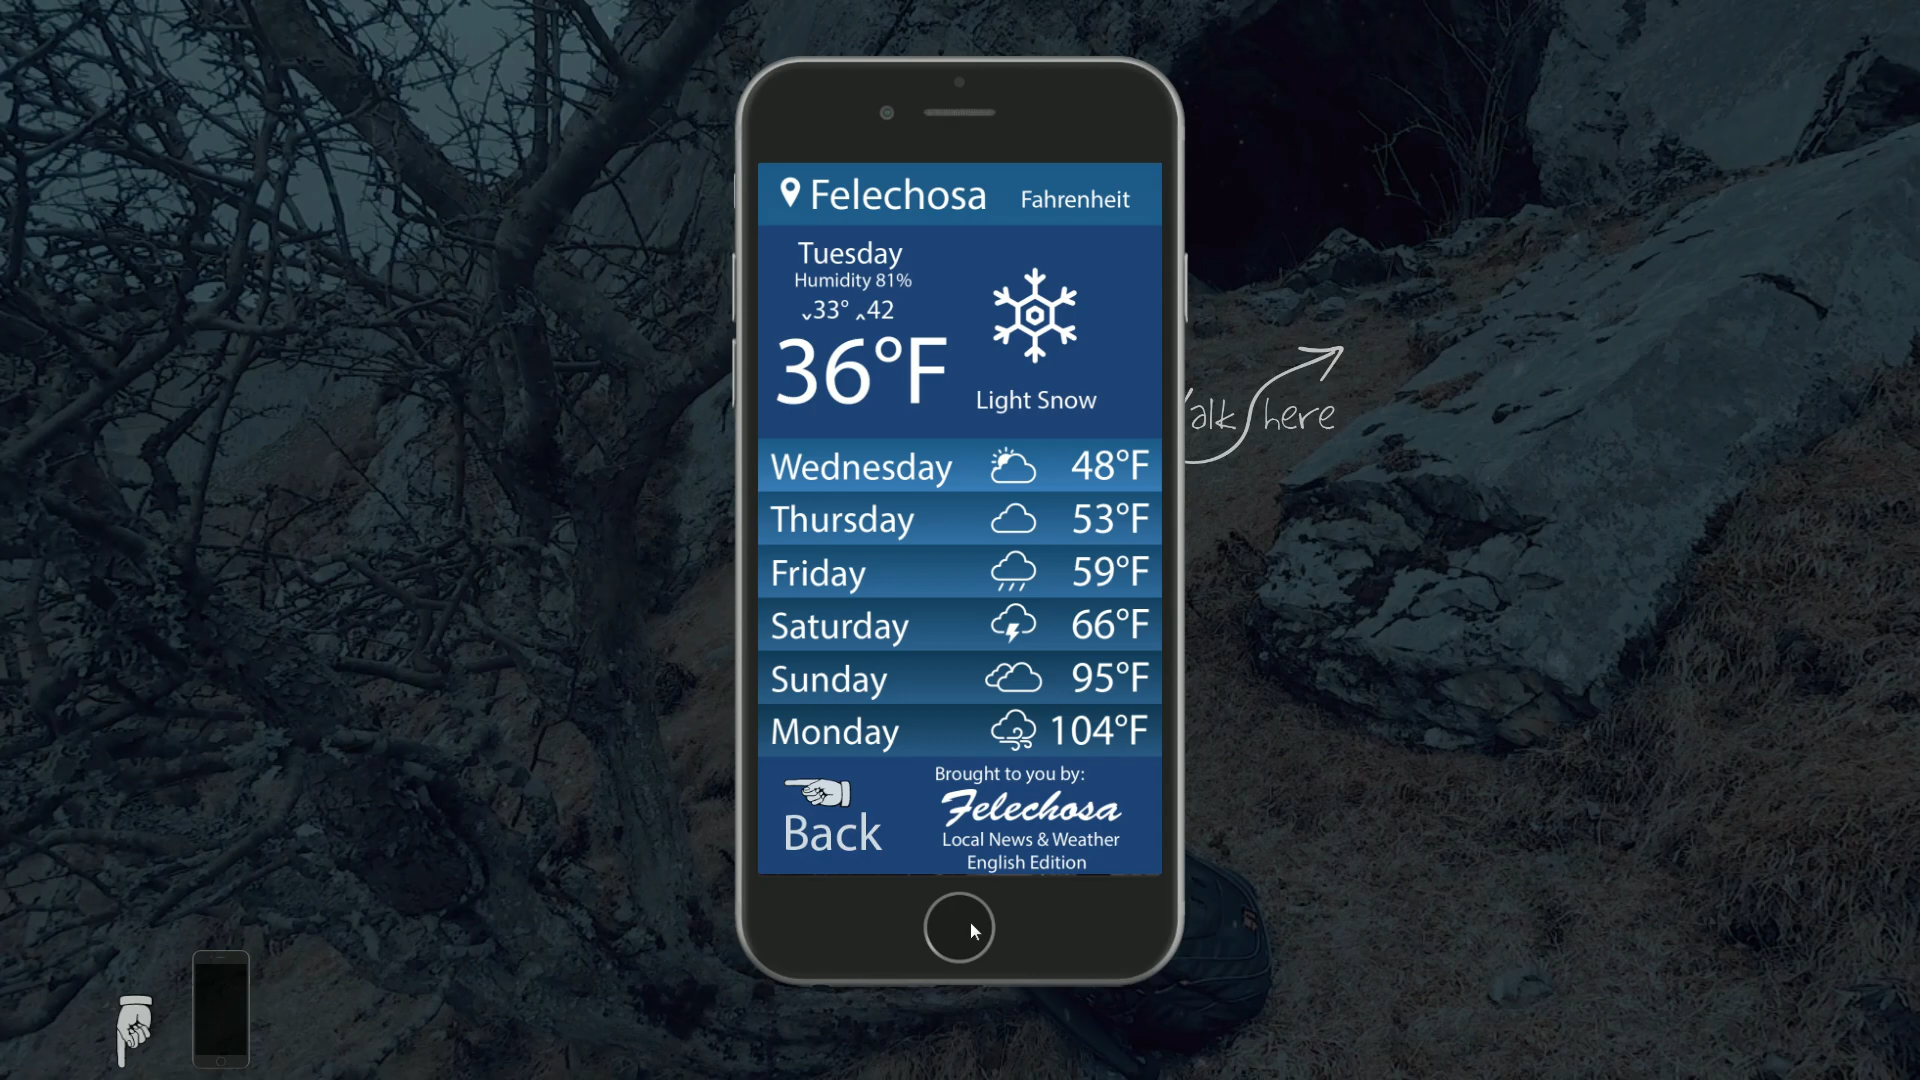 Felechosa Fahrenheit
Tuesday
Humidity 81%
⌄33° ⌃42
36°F
Light Snow
Wednesday 48°F
Thursday 53°F
Friday 59°F
Saturday 66°F
Sunday 95°F
Monday 104°F
Back
Brought to you by:
Felechosa
Local News & Weather
English Edition
here